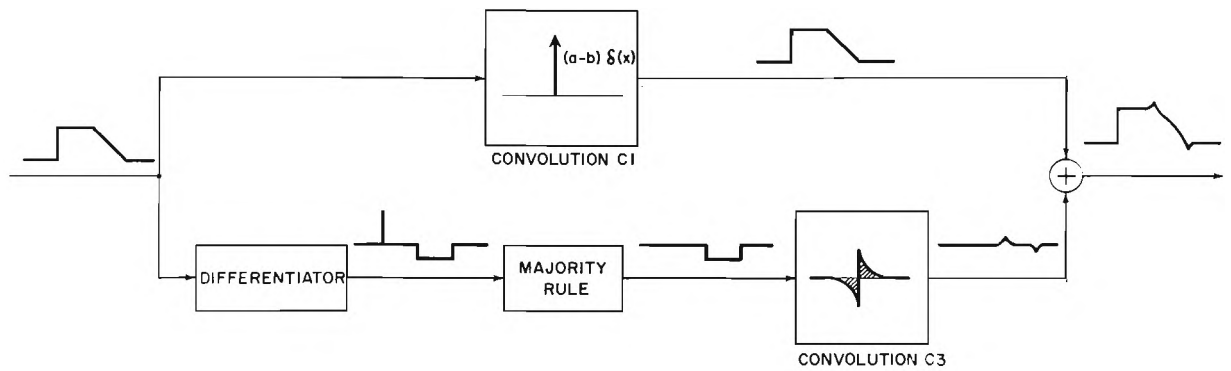 (a-b) δ(x)
CONVOLUTION C1
+
DIFFERENTIATOR
MAJORITY
RULE
CONVOLUTION C3